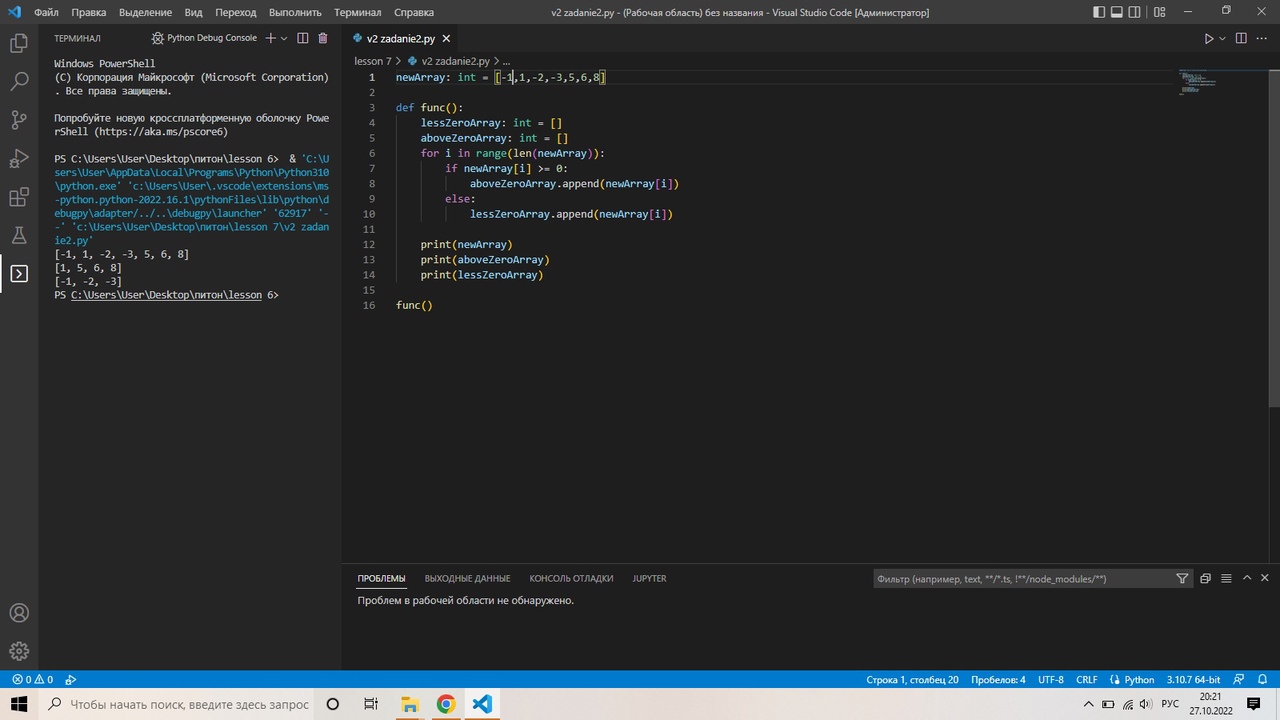 Файл Правка Выделение Вид Переход Выполнить Терминал Справка
v2 zadanie2.py - (Рабочая область) без названия - Visual Studio Code [Администратор]
ТЕРМИНАЛ
Python Debug Console
Windows PowerShell
(C) Корпорация Майкрософт (Microsoft Corporation)
. Все права защищены.
Попробуйте новую кроссплатформенную оболочку Powe
rShell (https://aka.ms/pscore6)
PS C:\Users\User\Desktop\питон\lesson 6>  & 'C:\U
sers\User\AppData\Local\Programs\Python\Python310
\python.exe' 'c:\Users\User\.vscode\extensions\ms
-python.python-2022.16.1\pythonFiles\lib\python\d
ebugpy\adapter/../..\debugpy\launcher' '62917' '-
-' 'c:\Users\User\Desktop\питон\lesson 7\v2 zadan
ie2.py'
[-1, 1, -2, -3, 5, 6, 8]
[1, 5, 6, 8]
[-1, -2, -3]
PS C:\Users\User\Desktop\питон\lesson 6>
v2 zadanie2.py
lesson 7 > v2 zadanie2.py > ...
1 newArray: int = [-1,1,-2,-3,5,6,8]
2
3 def func():
4     lessZeroArray: int = []
5     aboveZeroArray: int = []
6     for i in range(len(newArray)):
7         if newArray[i] >= 0:
8             aboveZeroArray.append(newArray[i])
9         else:
10             lessZeroArray.append(newArray[i])
11
12     print(newArray)
13     print(aboveZeroArray)
14     print(lessZeroArray)
15
16 func()
ПРОБЛЕМЫ ВЫХОДНЫЕ ДАННЫЕ КОНСОЛЬ ОТЛАДКИ JUPYTER
Фильтр (например, text, **/*.ts, !**/node_modules/**)
Проблем в рабочей области не обнаружено.
0 0
Строка 1, столбец 20 Пробелов: 4 UTF-8 CRLF Python 3.10.7 64-bit
Чтобы начать поиск, введите здесь запрос
РУС
20:21
27.10.2022